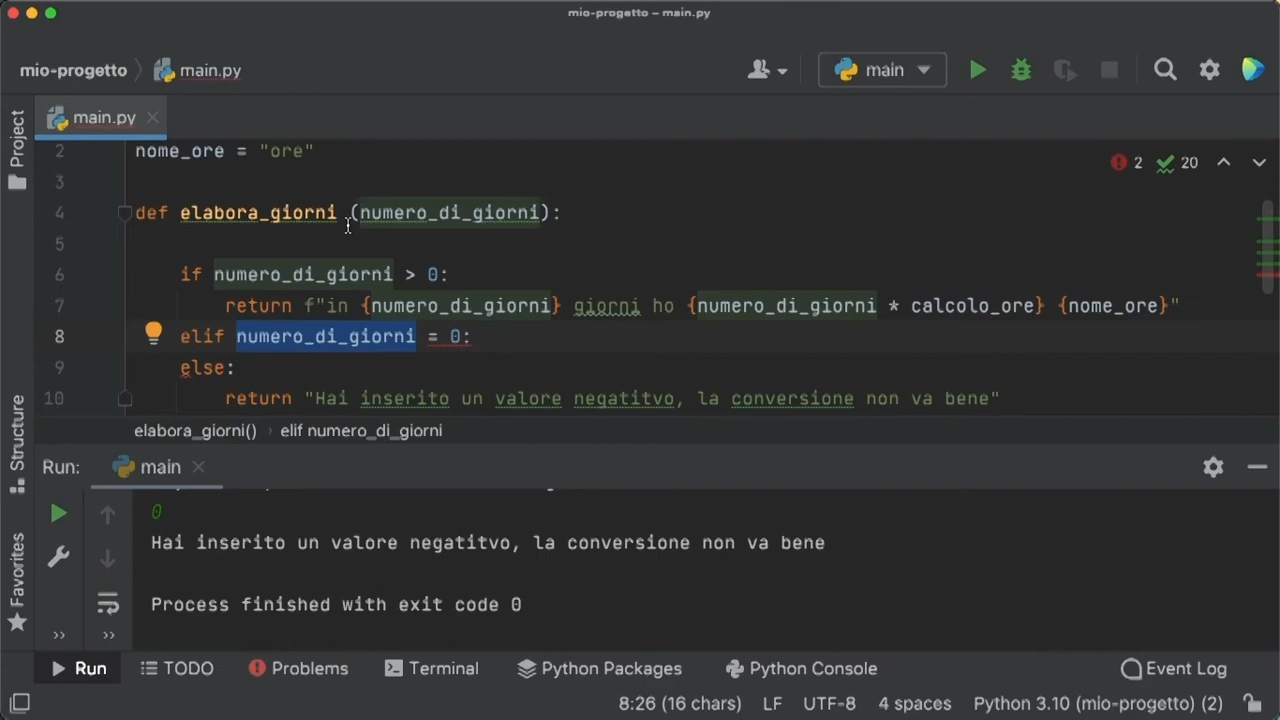 mio-progetto – main.py
mio-progetto main.py
main
Project
main.py
2 nome_ore = "ore"
2 20
3
4 def elabora_giorni (numero_di_giorni):
5
6 if numero_di_giorni > 0:
7 return f"in {numero_di_giorni} giorni ho {numero_di_giorni * calcolo_ore} {nome_ore}"
8 elif numero_di_giorni = 0:
9 else:
10 return "Hai inserito un valore negatitvo, la conversione non va bene"
elabora_giorni() › elif numero_di_giorni
Structure
Favorites
Run: main
0
Hai inserito un valore negatitvo, la conversione non va bene
Process finished with exit code 0
Run TODO Problems Terminal Python Packages Python Console Event Log
8:26 (16 chars) LF UTF-8 4 spaces Python 3.10 (mio-progetto) (2)